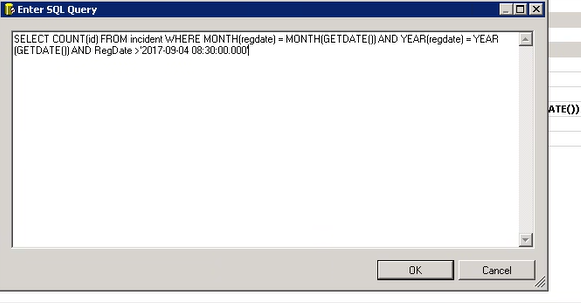 Enter SQL Query
SELECT COUNT(id) FROM incident WHERE MONTH(regdate) = MONTH(GETDATE()) AND YEAR(regdate) = YEAR
(GETDATE()) AND RegDate >'2017-09-04 08:30:00.000'
ATE())
OK
Cancel